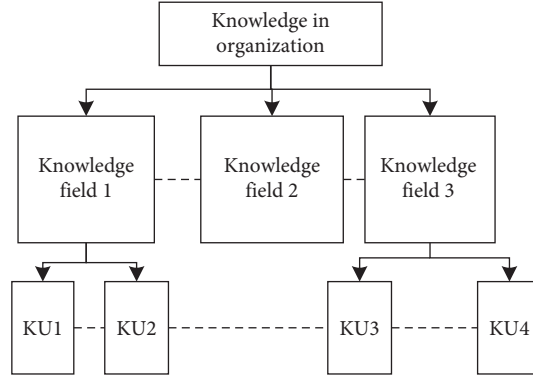 Knowledge in
organization
Knowledge
field 1
Knowledge
field 2
Knowledge
field 3
KU1
KU2
KU3
KU4